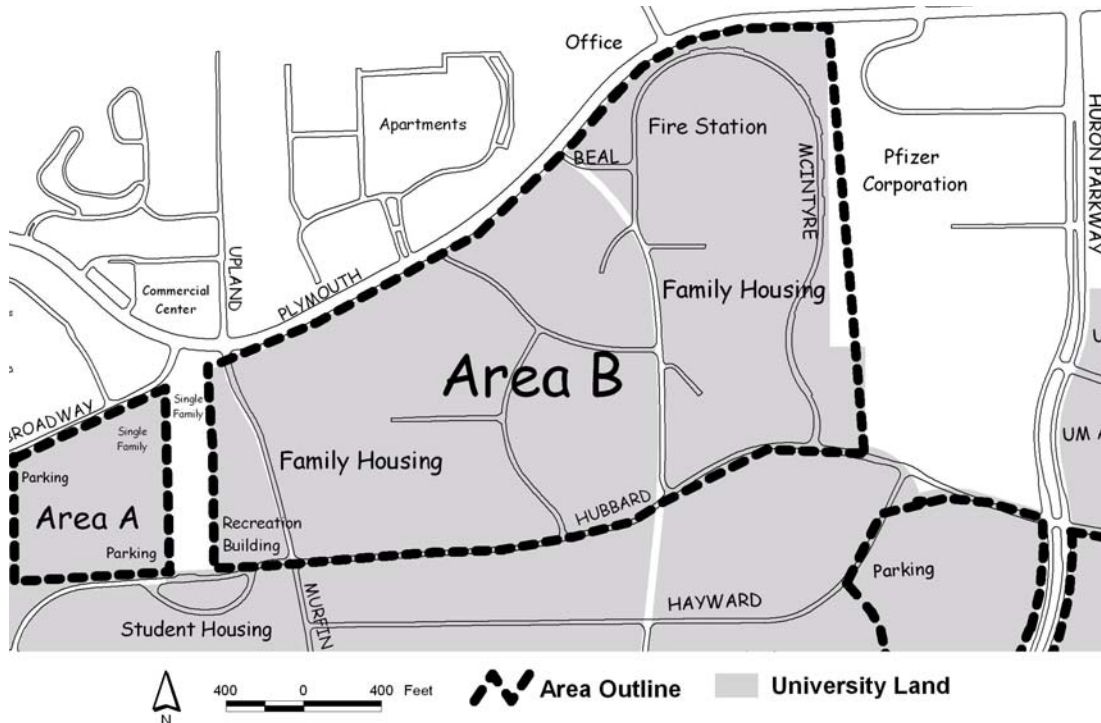 Office
Apartments
Fire Station
BEAL
MCINTYRE
Pfizer
Corporation
HURON PARKWAY
UPLAND
PLYMOUTH
Commercial
Center
Family Housing
Area B
Single
Family
BROADWAY
Single
Family
Parking
Area A
Parking
Family Housing
Recreation
Building
HUBBARD
UM A
MURFIN
HAYWARD
Parking
Student Housing
N
400 0 400 Feet
Area Outline
University Land